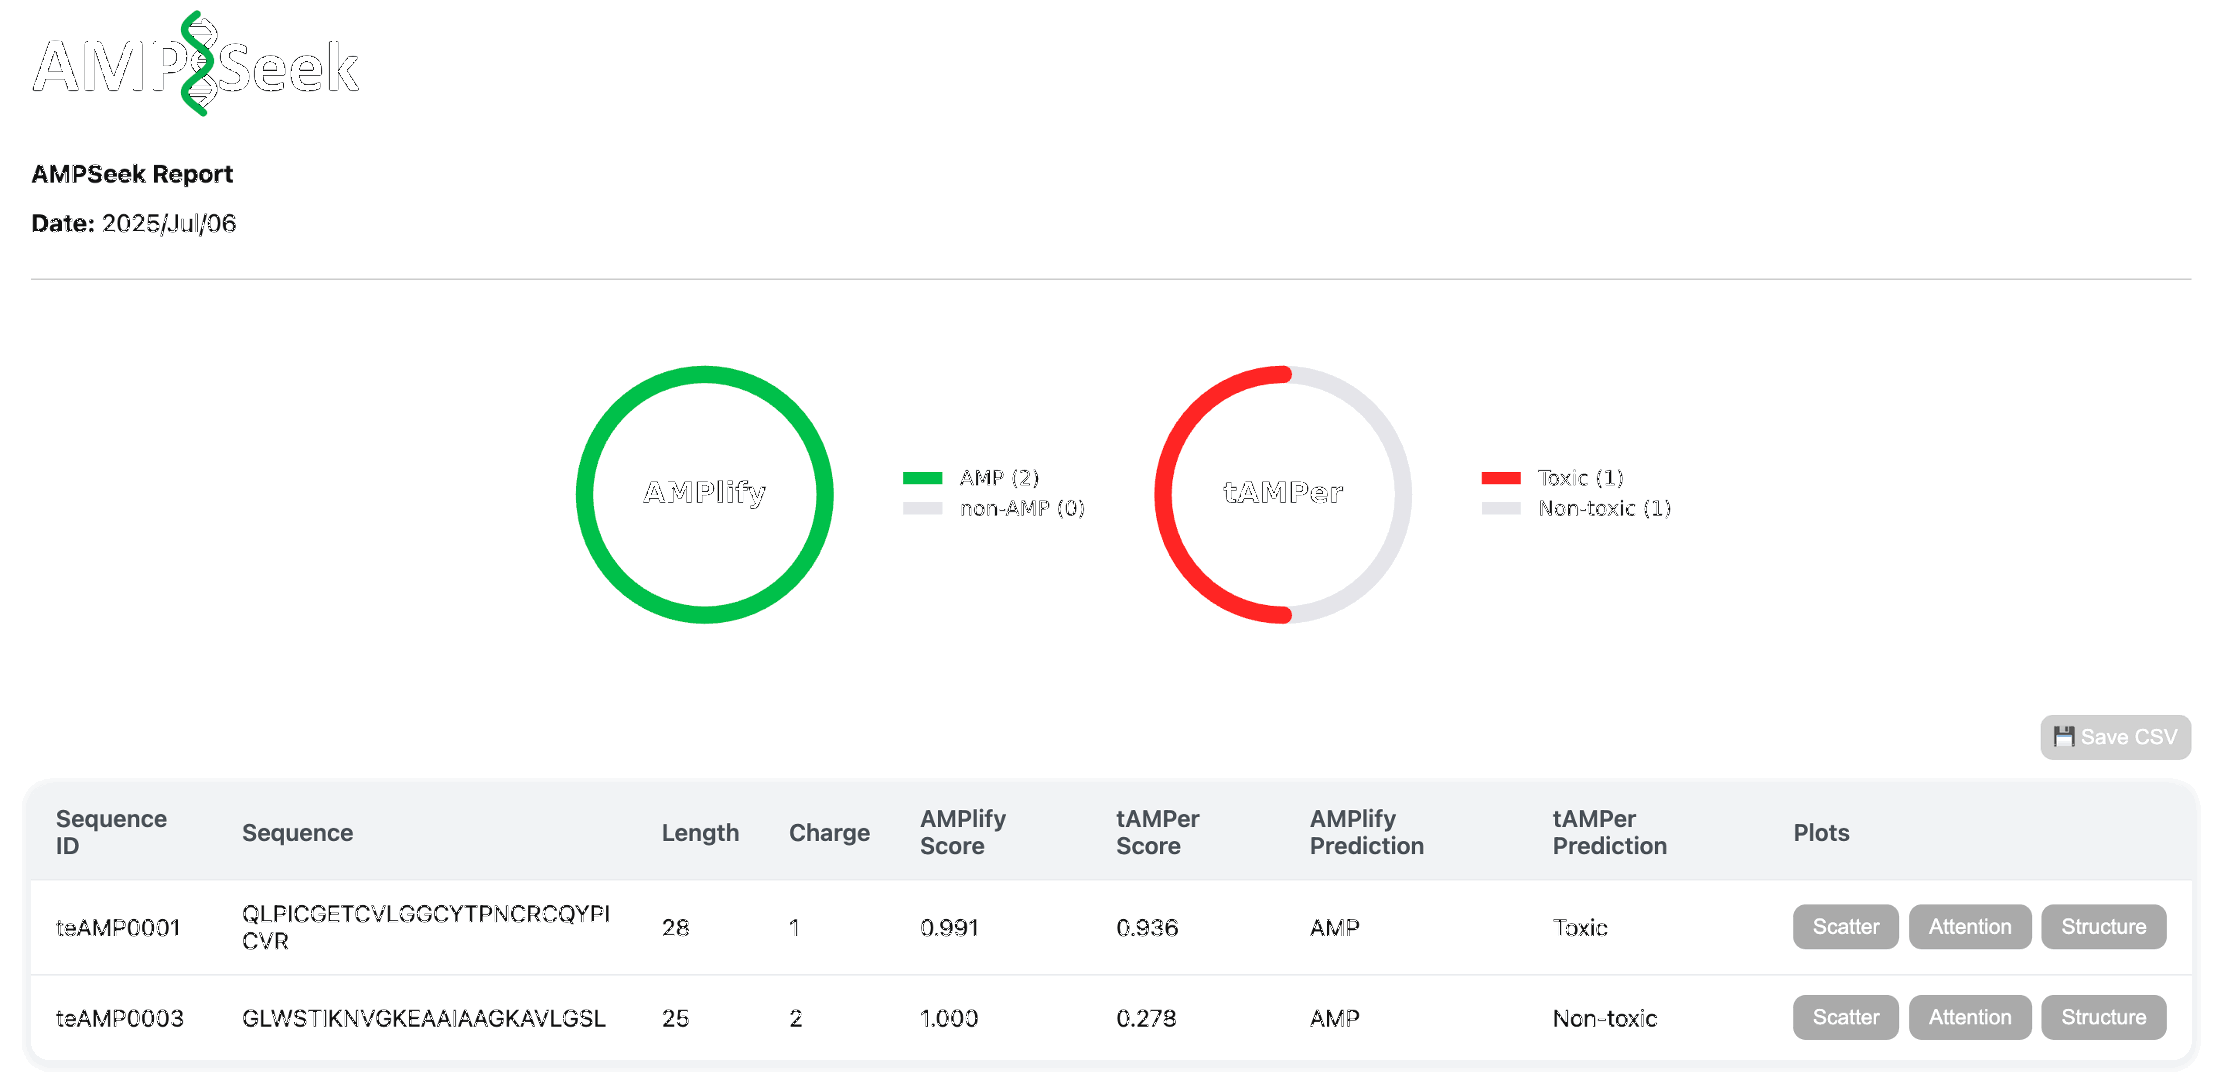 AMPSeek
AMPSeek Report
Date: 2025/Jul/06
AMPlify
AMP (2)
non-AMP (0)
tAMPer
Toxic (1)
Non-toxic (1)
💾 Save CSV
Sequence ID Sequence Length Charge AMPlify Score tAMPer Score AMPlify Prediction tAMPer Prediction Plots
teAMP0001 QLPICGETCVLGGCYTPNCRCQYPI 28 1 0.991 0.936 AMP Toxic Scatter Attention Structure
CVR
teAMP0003 GLWSTIKNVGKEAAIAAGKAVLGSL 25 2 1.000 0.278 AMP Non-toxic Scatter Attention Structure